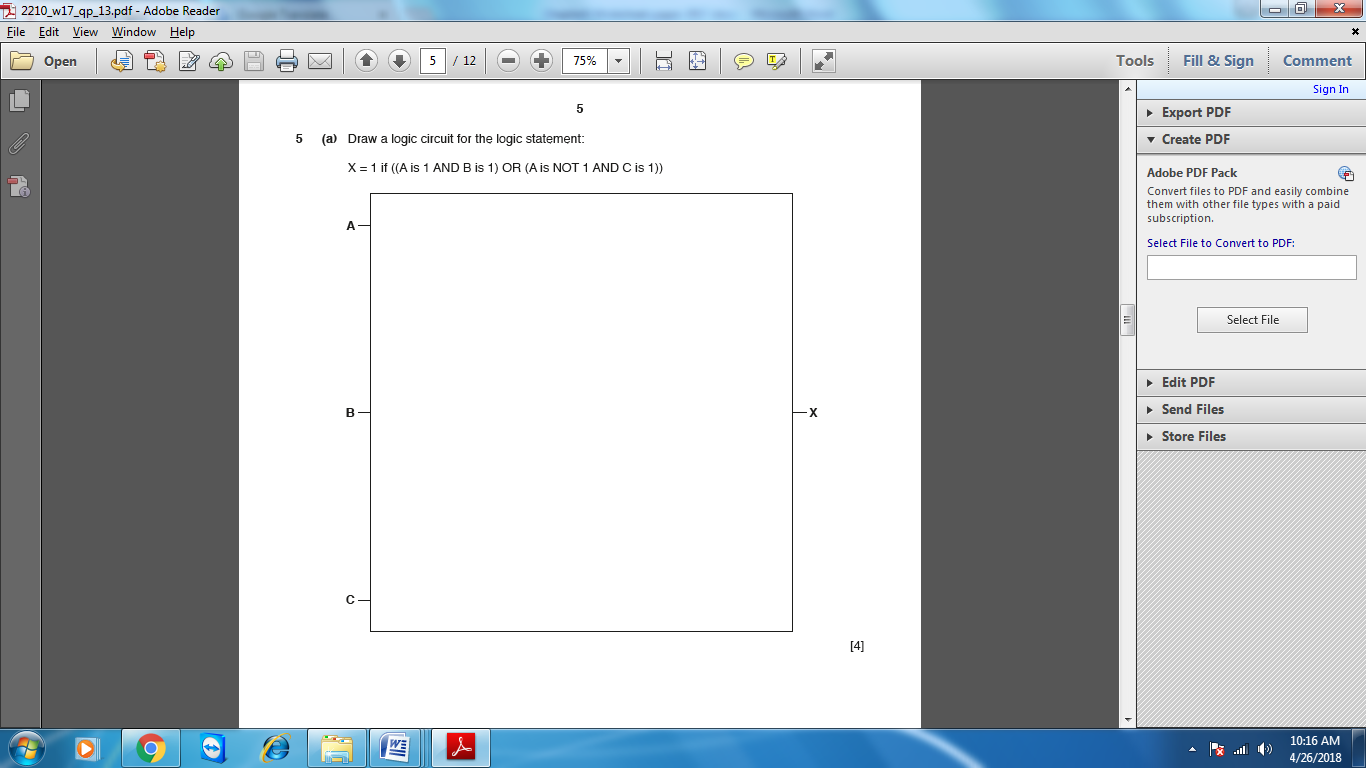 2210_w17_qp_13.pdf - Adobe Reader
File Edit View Window Help
Open 5 / 12 75% Tools Fill & Sign Comment
Sign In
Export PDF
Create PDF
Adobe PDF Pack
Convert files to PDF and easily combine
them with other file types with a paid
subscription.
Select File to Convert to PDF:
Select File
Edit PDF
Send Files
Store Files
5
5 (a) Draw a logic circuit for the logic statement:
X = 1 if ((A is 1 AND B is 1) OR (A is NOT 1 AND C is 1))
A
B
X
C
[4]
10:16 AM
4/26/2018